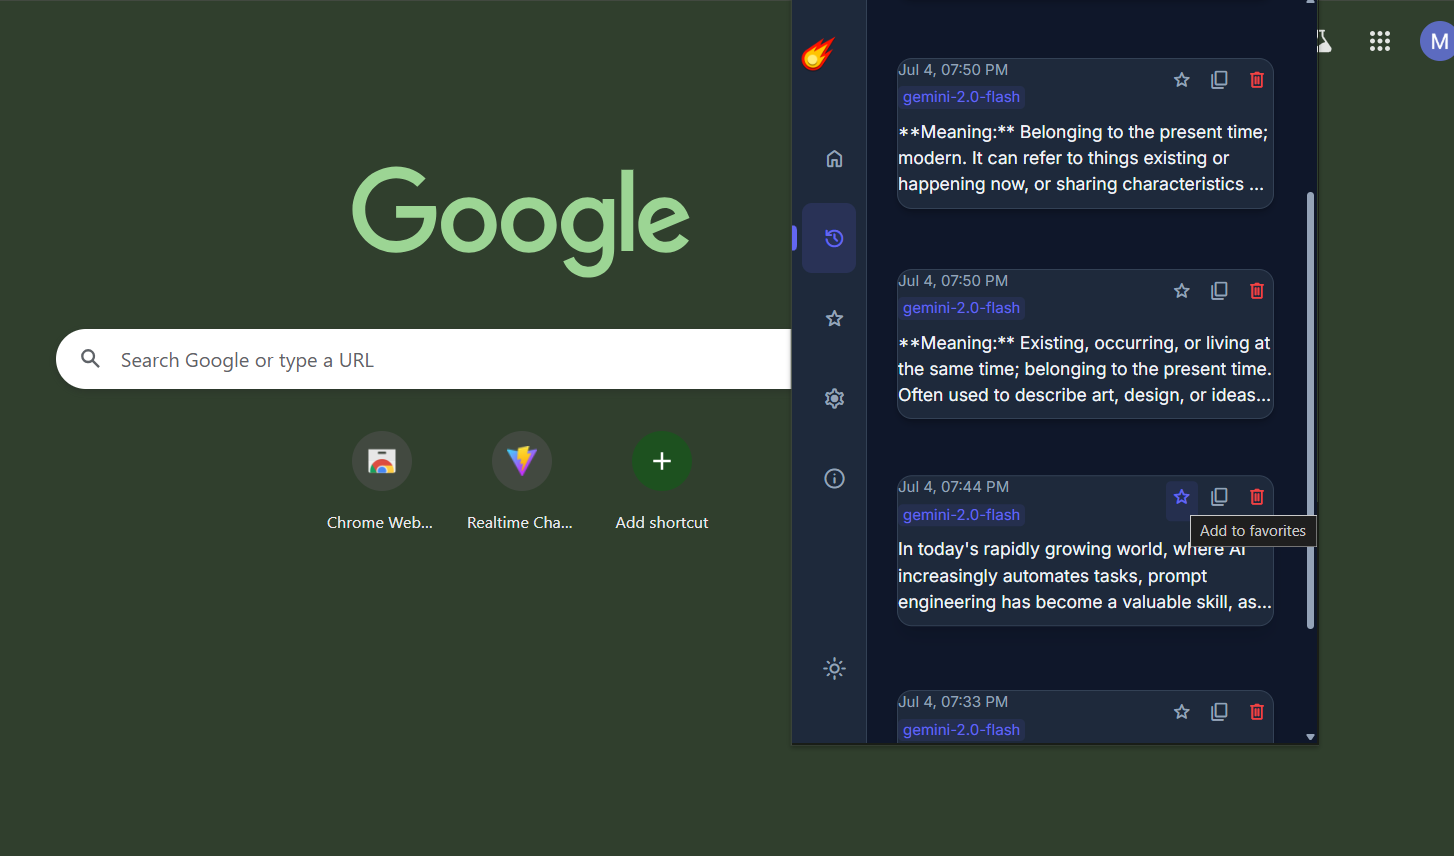 Google
Search Google or type a URL
Chrome Web...
Realtime Cha...
Add shortcut
M
Jul 4, 07:50 PM
gemini-2.0-flash
**Meaning:** Belonging to the present time;
modern. It can refer to things existing or
happening now, or sharing characteristics ...
Jul 4, 07:50 PM
gemini-2.0-flash
**Meaning:** Existing, occurring, or living at
the same time; belonging to the present time.
Often used to describe art, design, or ideas...
Jul 4, 07:44 PM
gemini-2.0-flash
Add to favorites
In today's rapidly growing world, where AI
increasingly automates tasks, prompt
engineering has become a valuable skill, as...
Jul 4, 07:33 PM
gemini-2.0-flash